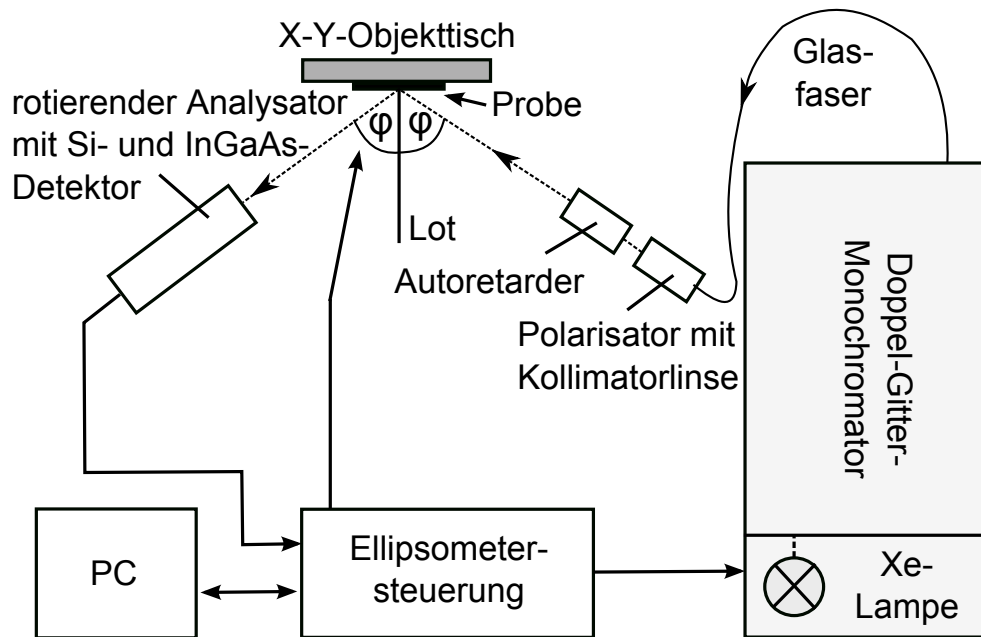 X-Y-Objekttisch
Glas-
faser
rotierender Analysator
mit Si- und InGaAs-
Detektor
Probe
φ φ
Lot
Autoretarder
Polarisator mit
Kollimatorlinse
Doppel-Gitter-
Monochromator
PC
Ellipsometer-
steuerung
Xe-
Lampe